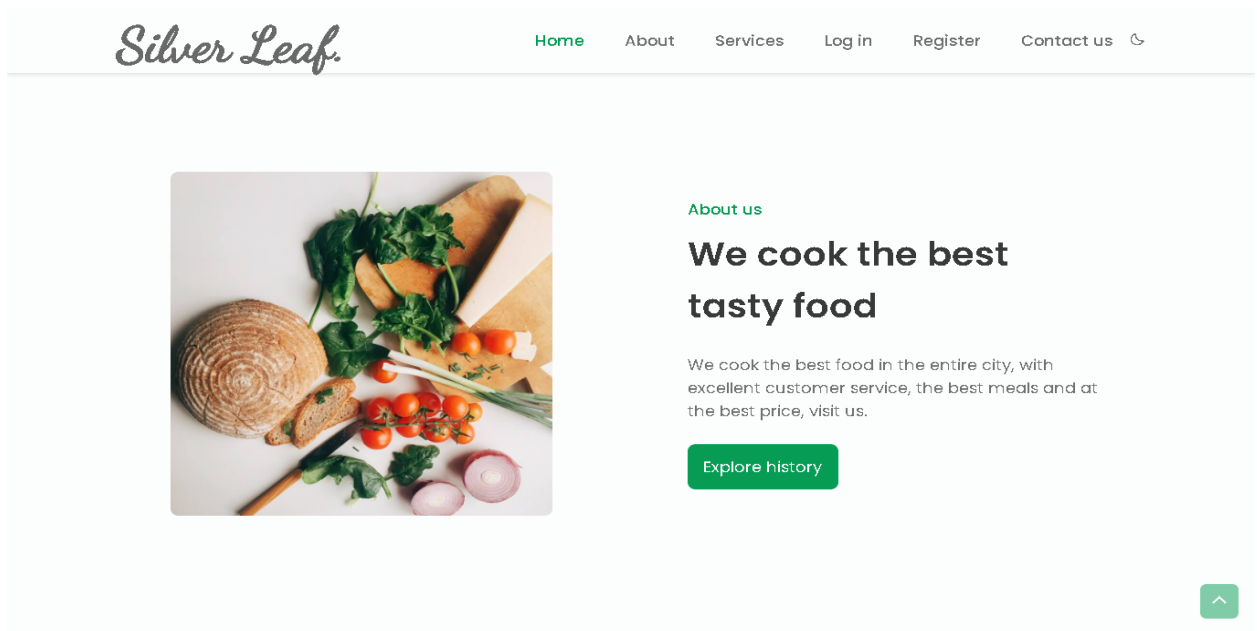 Silver Leaf.
Home About Services Log in Register Contact us
About us
We cook the best
tasty food
We cook the best food in the entire city, with
excellent customer service, the best meals and at
the best price, visit us.
Explore history